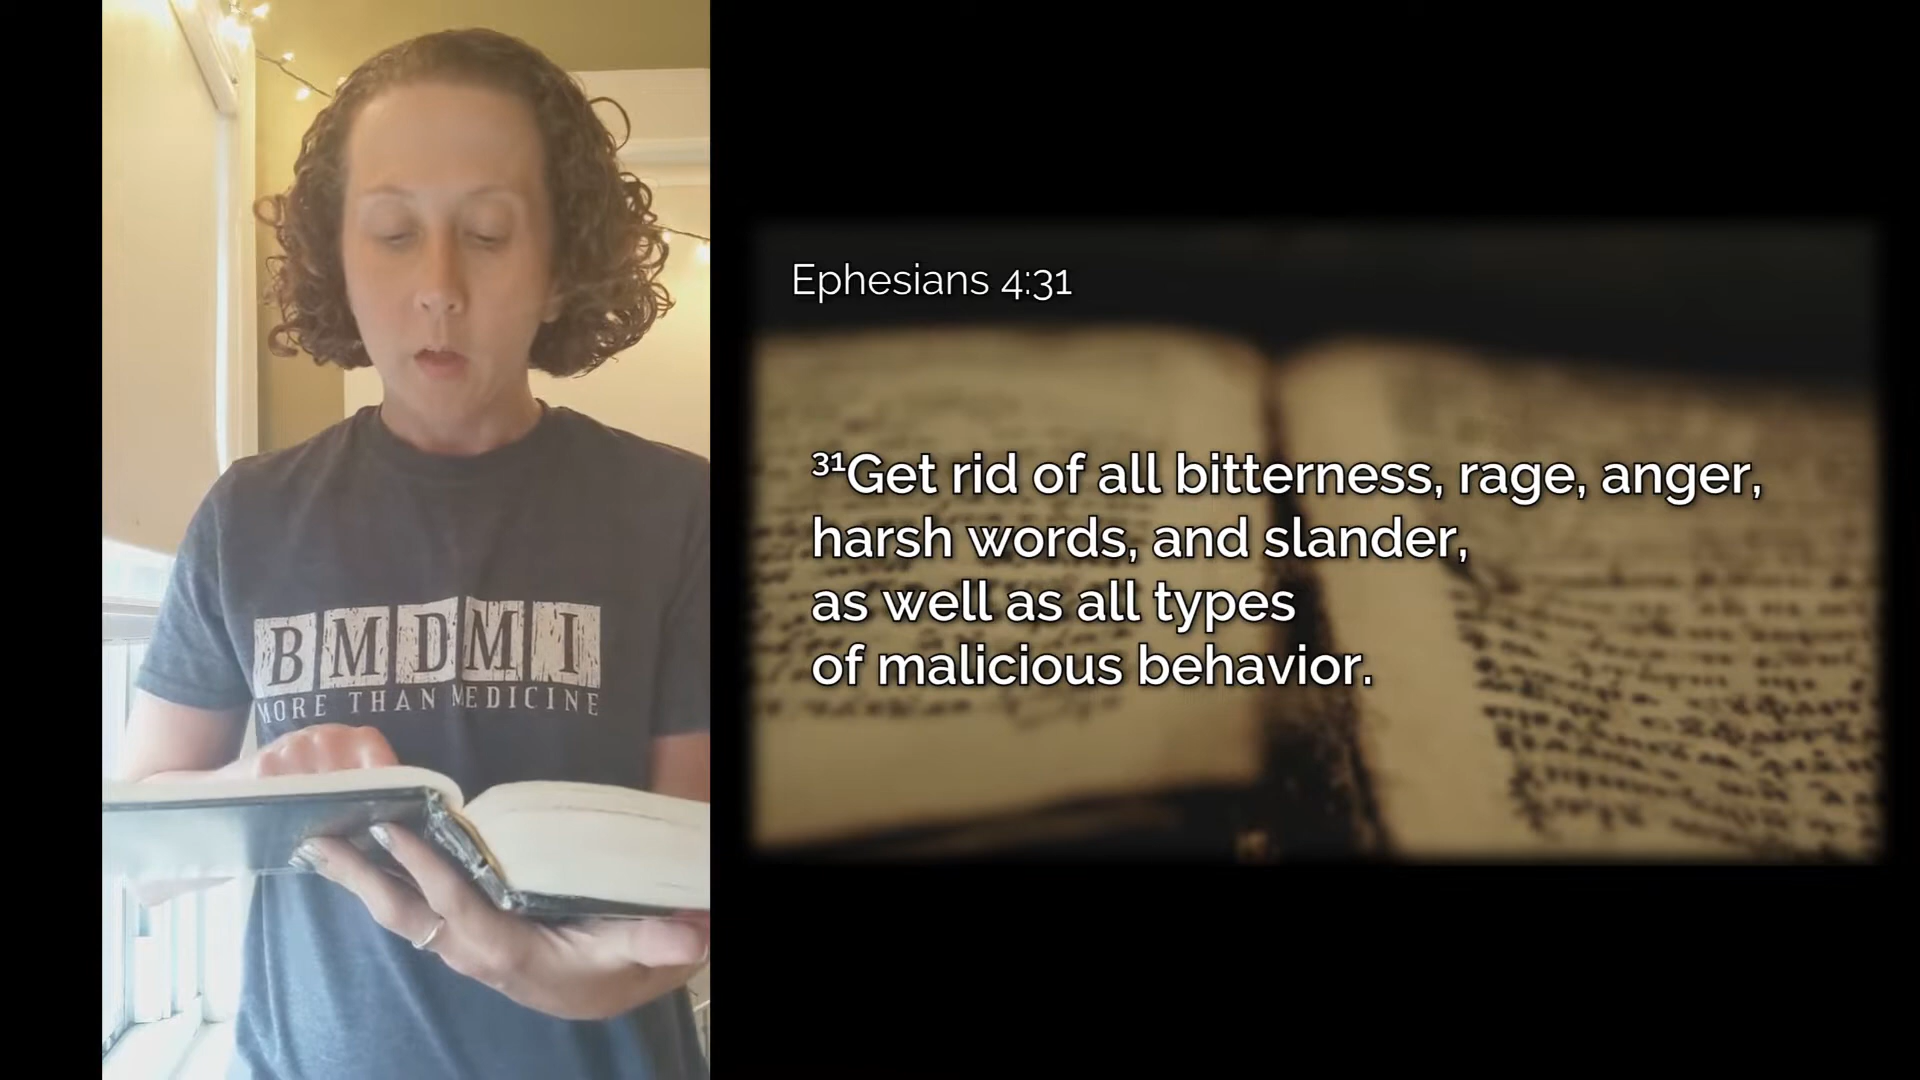 BMDMI
MORE THAN MEDICINE
Ephesians 4:31
³¹Get rid of all bitterness, rage, anger,
harsh words, and slander,
as well as all types
of malicious behavior.